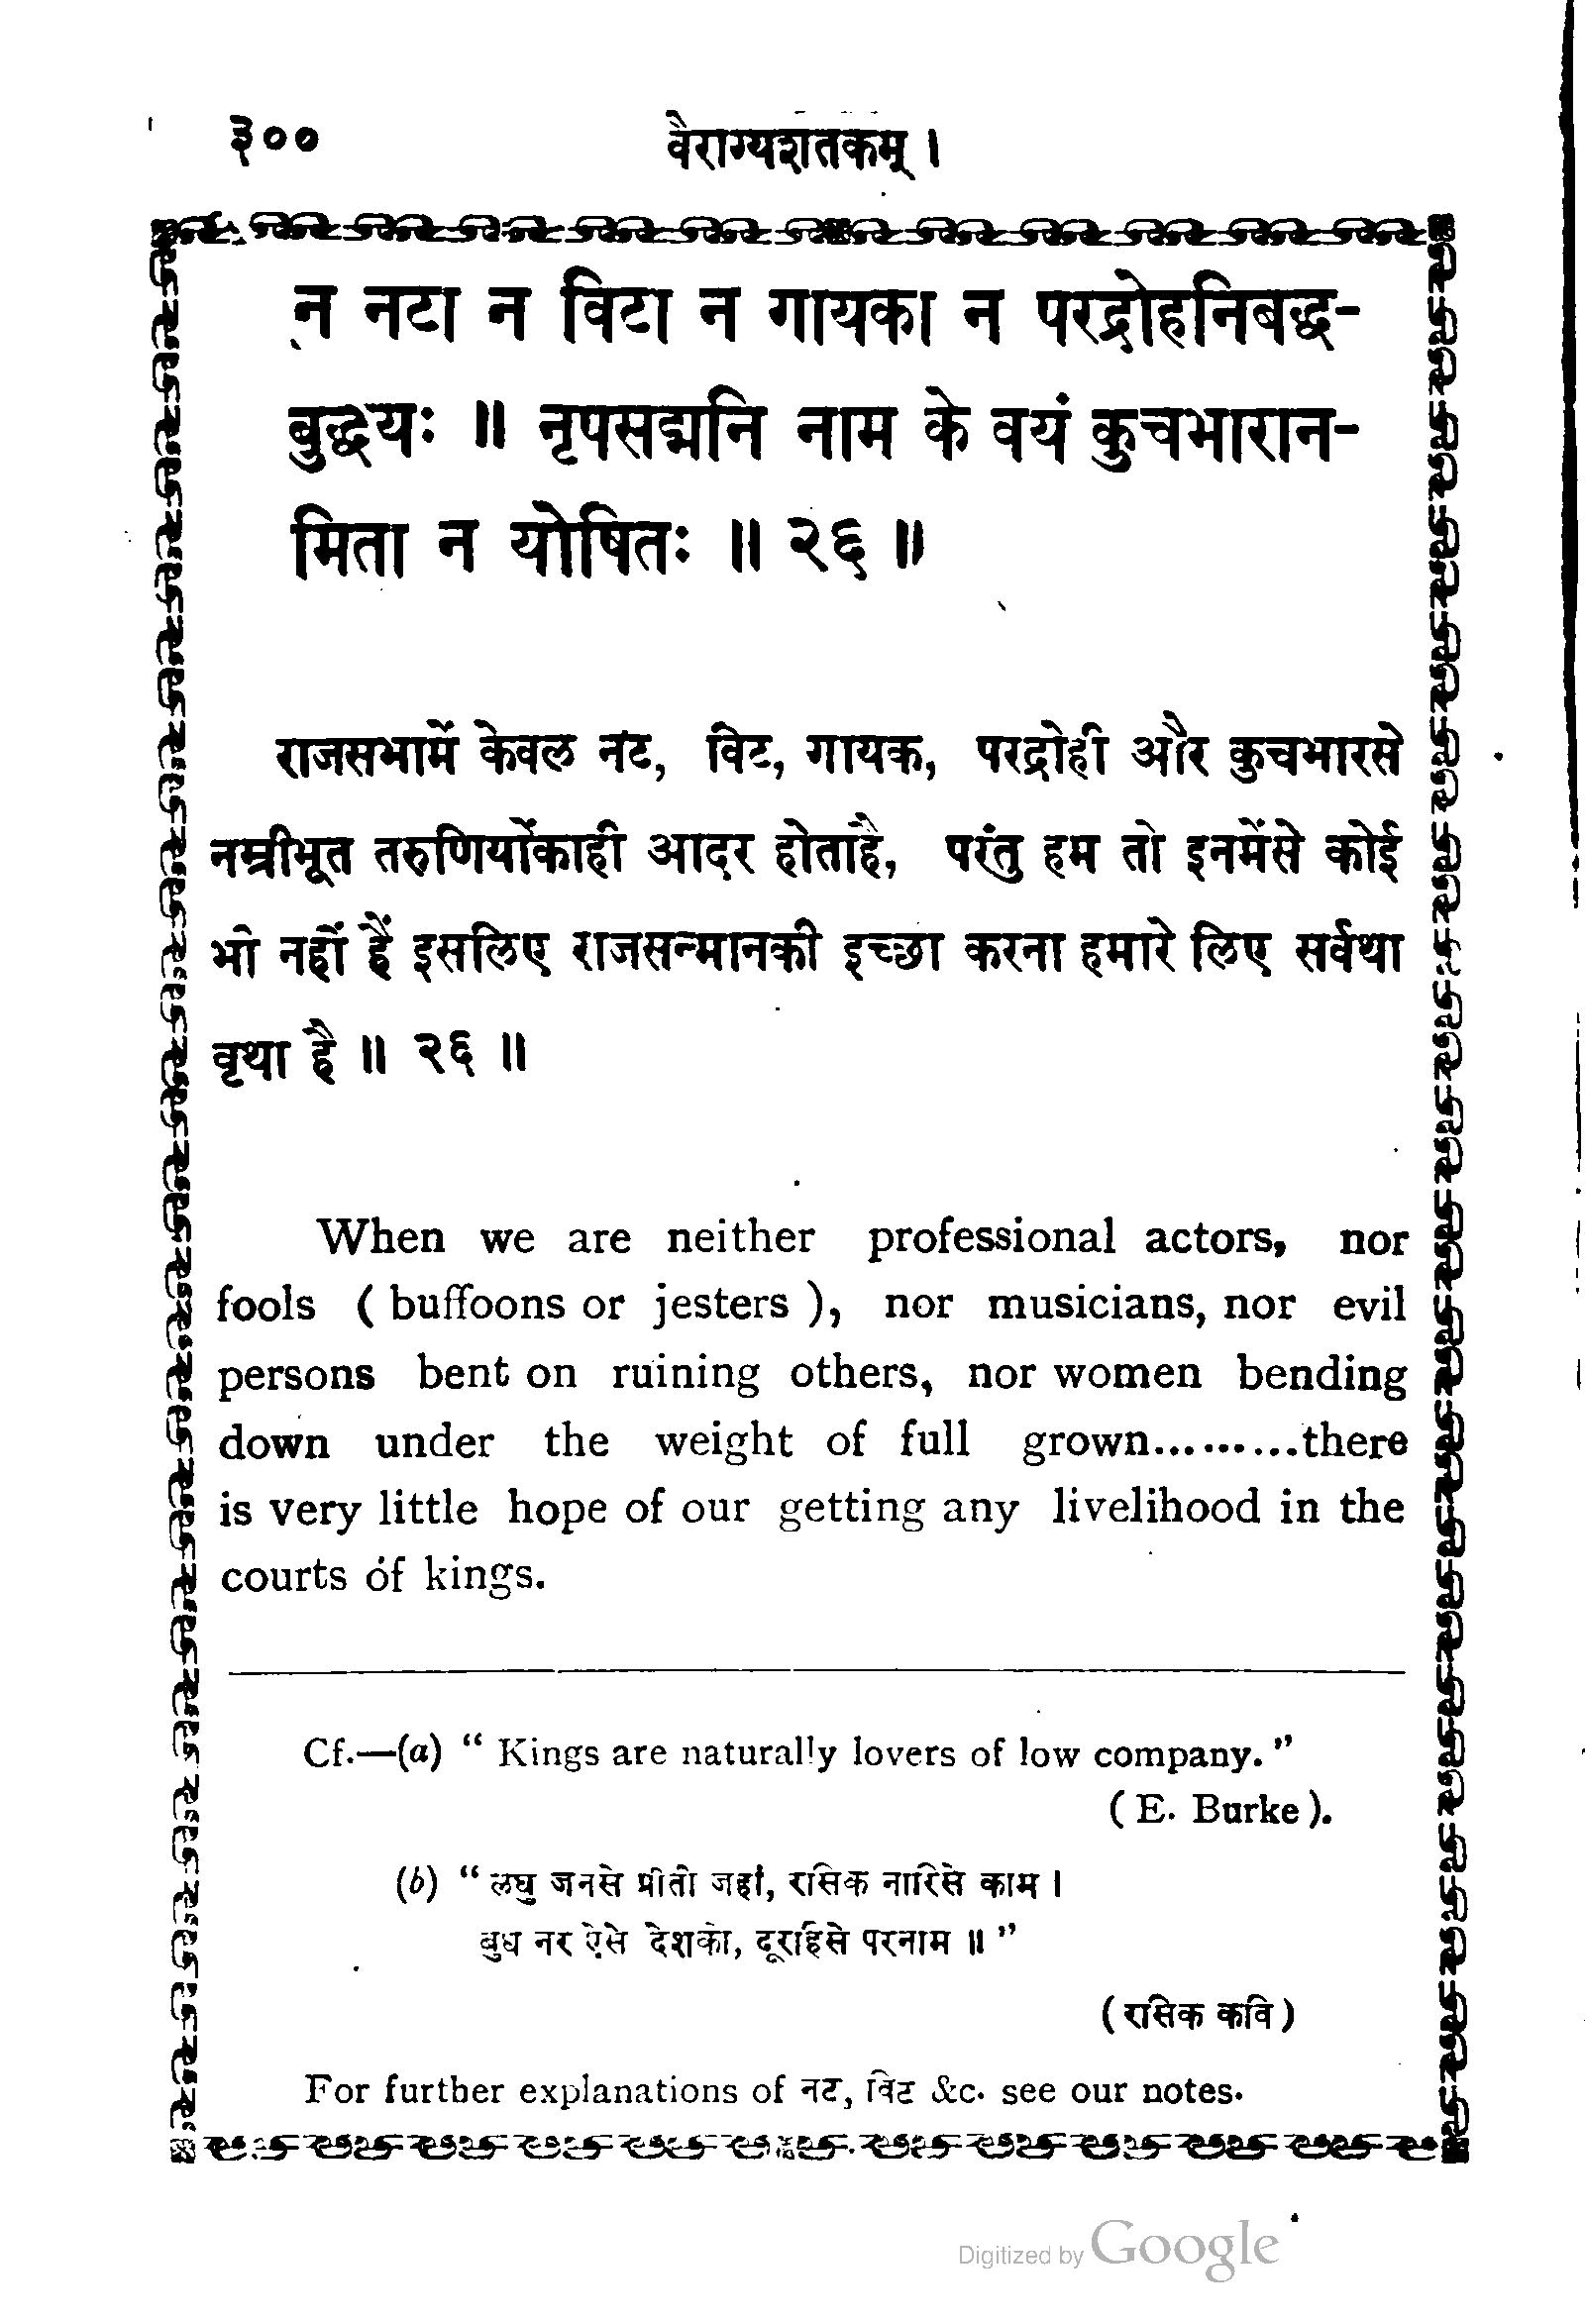 ३००
वैराग्यशतकम् ।
न नटा न विटा न गायका न परद्रोहनिबद्ध-
बुद्धयः ॥ नृपसद्मनि नाम के वयं कुचभारान-
मिता न योषितः ॥ २६ ॥
राजसभामें केवल नट, विट, गायक, परद्रोही और कुचभारसे
नम्रीभूत तरुणियोंकाही आदर होताहै, परंतु हम तो इनमेंसे कोई
भी नहीं हैं इसलिए राजसन्मानकी इच्छा करना हमारे लिए सर्वथा
वृथा है ॥ २६ ॥
When we are neither professional actors, nor
fools ( buffoons or jesters ), nor musicians, nor evil
persons bent on ruining others, nor women bending
down under the weight of full grown..........there
is very little hope of our getting any livelihood in the
courts of kings.
Cf.—(a) “ Kings are naturally lovers of low company. ”
( E. Burke ).
(b) “ लघु जनसे प्रीती जहां, रासिक नारिसे काम ।
बुध नर ऐसे देशको, दूराहिसे परनाम ॥ ”
( रासिक कवि )
For further explanations of नट, विट &c. see our notes.
Digitized by Google